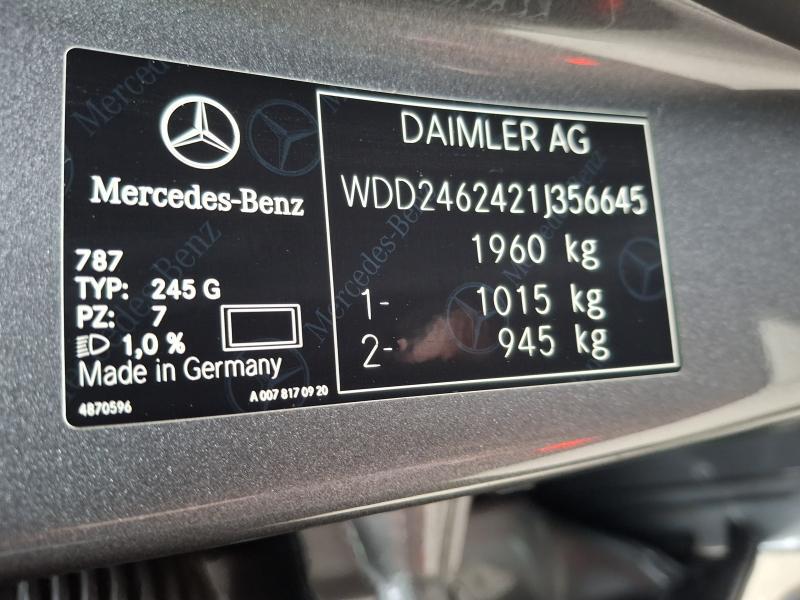 Mercedes-Benz
787
TYP: 245 G
PZ: 7
1,0 %
Made in Germany
4870596
A 007 817 09 20
DAIMLER AG
WDD2462421J356645
1960 kg
1- 1015 kg
2- 945 kg